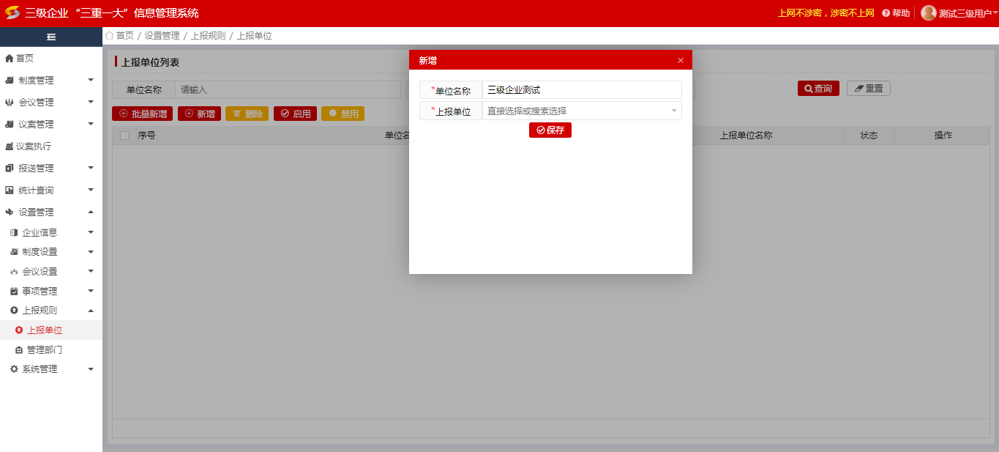 三级企业“三重一大”信息管理系统
上网不涉密，涉密不上网 帮助 测试三级用户
首页 / 设置管理 / 上报规则 / 上报单位
首页
制度管理
会议管理
议案管理
议案执行
报送管理
统计查询
设置管理
企业信息
制度设置
会议设置
事项管理
上报规则
上报单位
管理部门
系统管理
上报单位列表
单位名称 请输入
查询 重置
批量新增 新增 删除 启用 禁用
序号 单位名 上报单位名称 状态 操作
新增 ×
*单位名称 三级企业测试
*上报单位 直接选择或搜索选择
保存